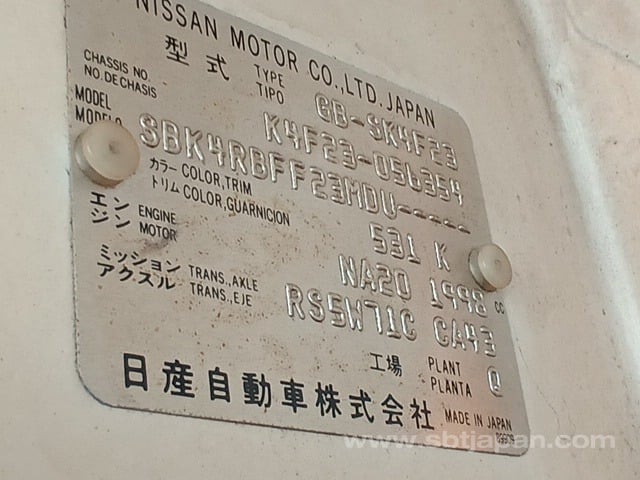 NISSAN MOTOR CO.,LTD. JAPAN
型式 TYPE TIPO GB-SK4F23
CHASSIS NO. NO. DE CHASIS K4F23-056354
MODEL MODELO SBK4RBFF23MDU-----
カラー COLOR,TRIM トリム COLOR,GUARNICION 531 K
エンジン ENGINE MOTOR NA20 1998 cc
ミッション TRANS.,AXLE アクスル TRANS.,EJE RS5W71C CA43
工場 PLANT PLANTA Q
日産自動車株式会社 MADE IN JAPAN
www.sbtjapan.com